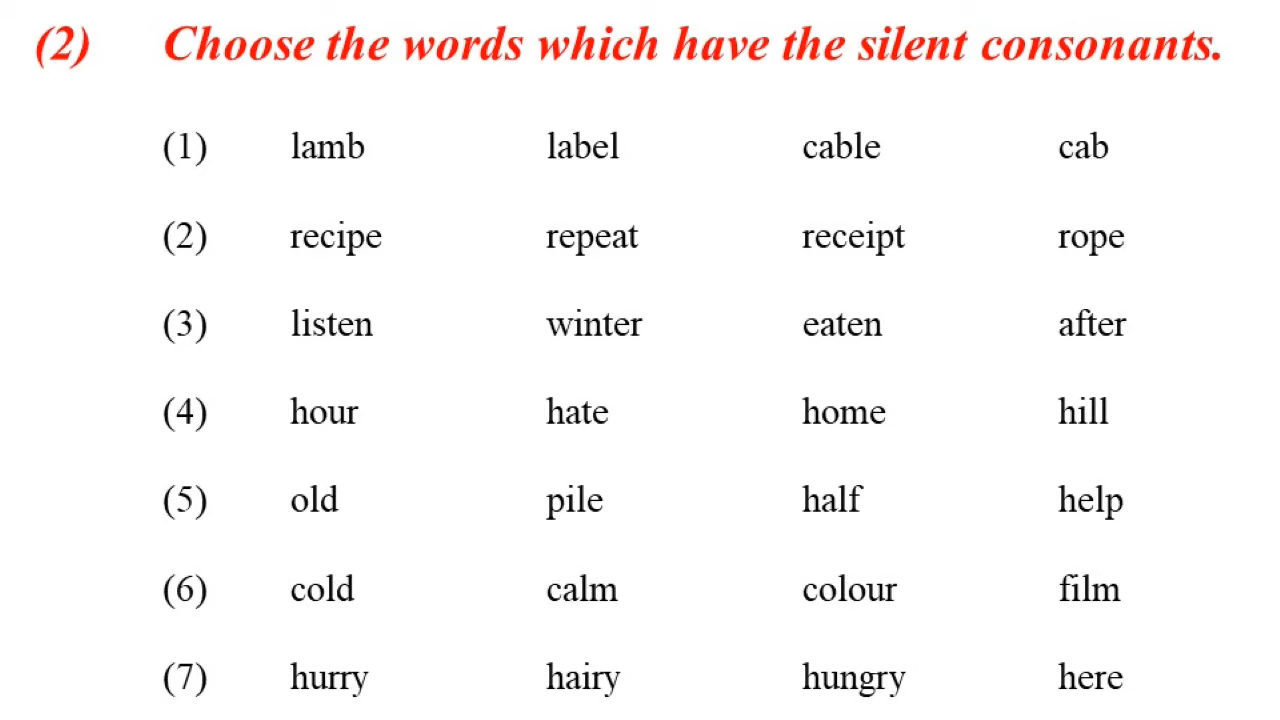 (2) Choose the words which have the silent consonants.
(1) lamb label cable cab
(2) recipe repeat receipt rope
(3) listen winter eaten after
(4) hour hate home hill
(5) old pile half help
(6) cold calm colour film
(7) hurry hairy hungry here